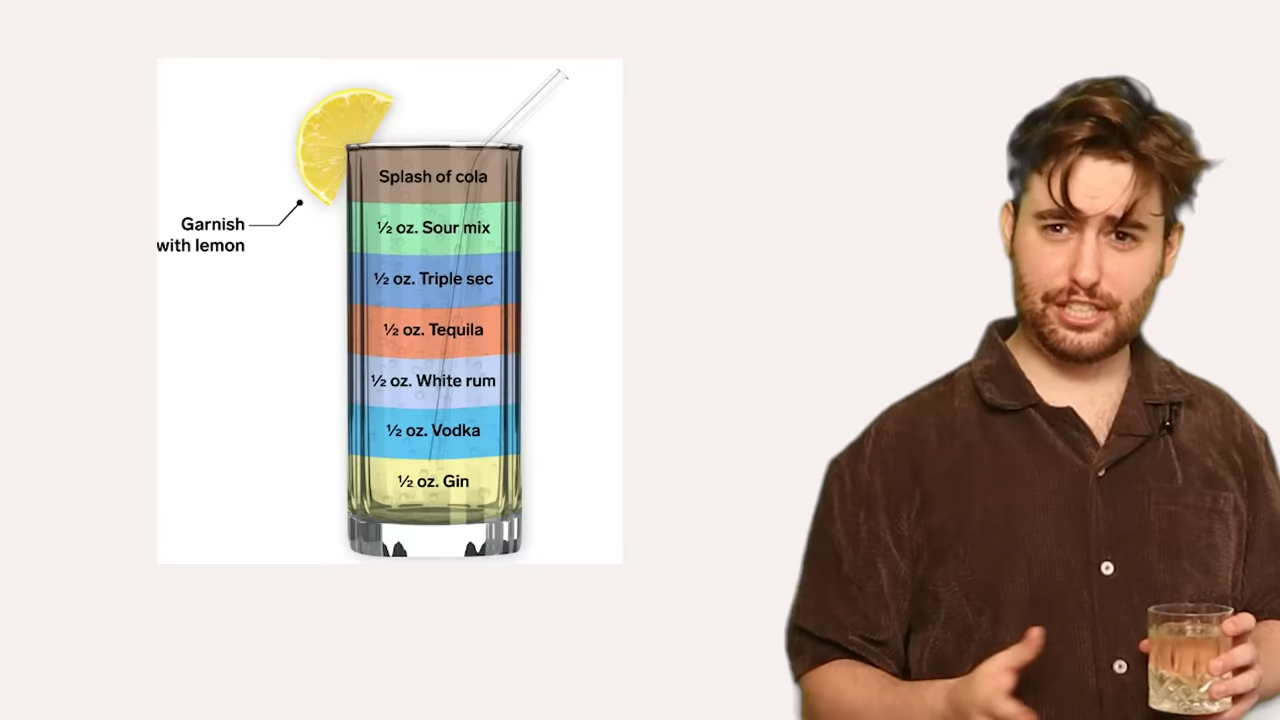 Splash of cola
½ oz. Sour mix
Garnish
with lemon
½ oz. Triple sec
½ oz. Tequila
½ oz. White rum
½ oz. Vodka
½ oz. Gin